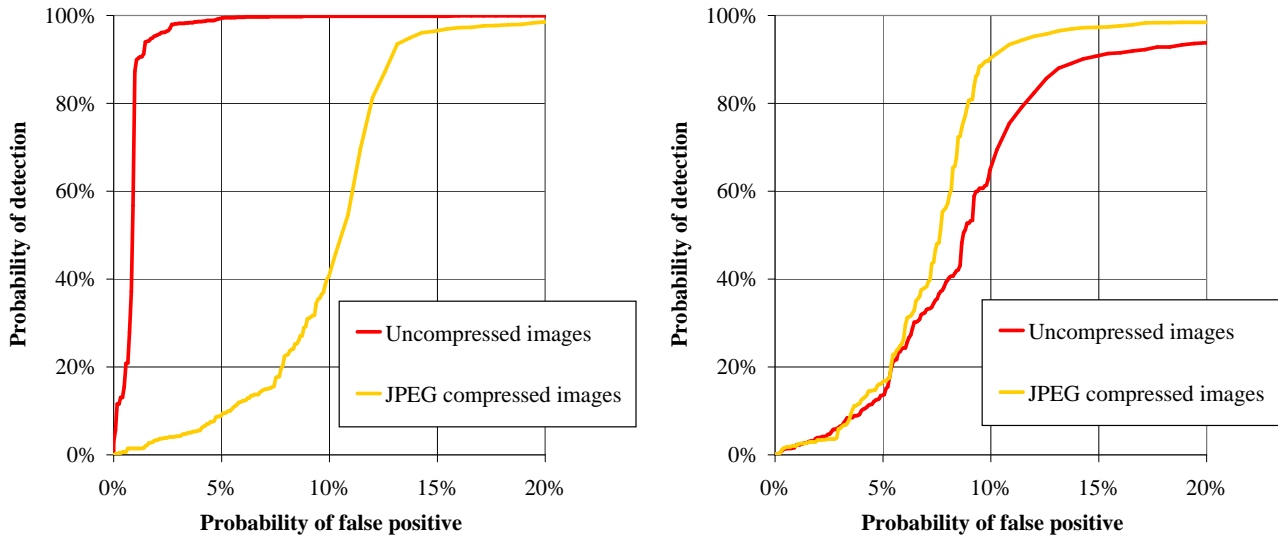 100%
80%
60%
40%
20%
0%
Probability of detection
0% 5% 10% 15% 20%
Probability of false positive
Uncompressed images
JPEG compressed images
100%
80%
60%
40%
20%
0%
Probability of detection
0% 5% 10% 15% 20%
Probability of false positive
Uncompressed images
JPEG compressed images